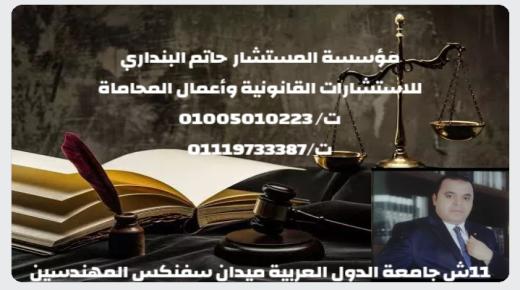 مؤسسة المستشار حاتم البنداري
للاستشارات القانونية وأعمال المحاماة
ت/ 01005010223
ت/01119733387
11ش جامعة الدول العربية ميدان سفنكس المهندسين